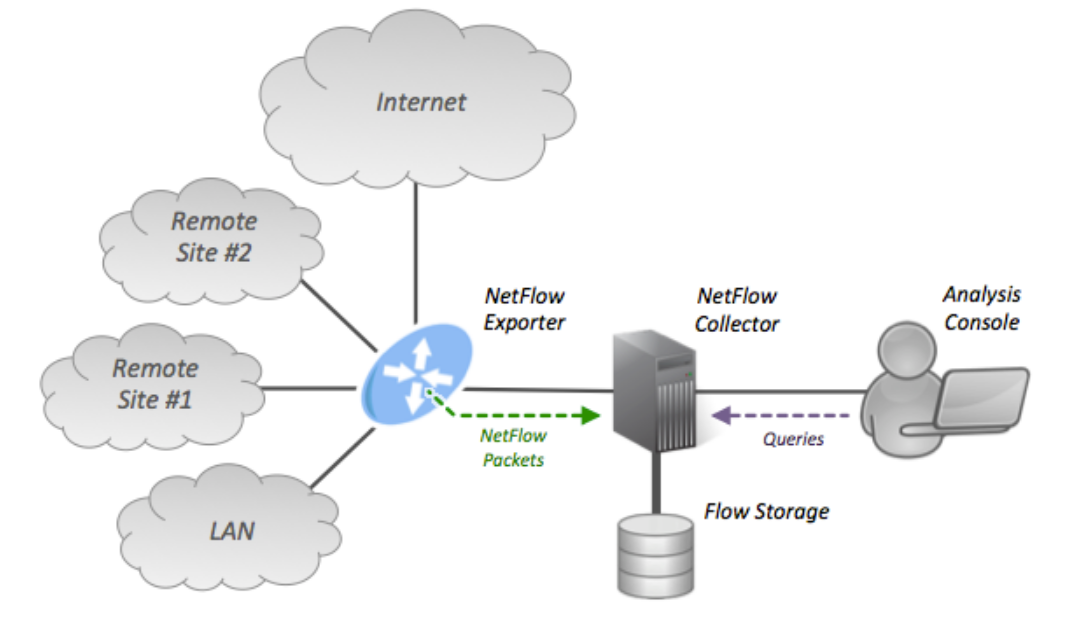 Internet
Remote
Site #2
NetFlow
Exporter
NetFlow
Collector
Analysis
Console
Remote
Site #1
NetFlow
Packets
Queries
Flow Storage
LAN